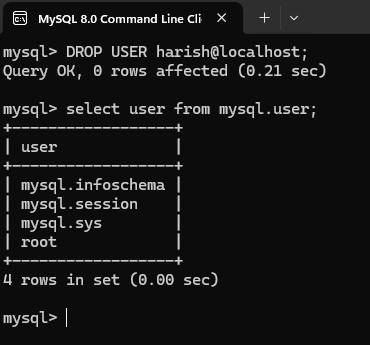 MySQL 8.0 Command Line Cli
mysql> DROP USER harish@localhost;
Query OK, 0 rows affected (0.21 sec)
mysql> select user from mysql.user;
+------------------+
| user             |
+------------------+
| mysql.infoschema |
| mysql.session    |
| mysql.sys        |
| root             |
+------------------+
4 rows in set (0.00 sec)
mysql>